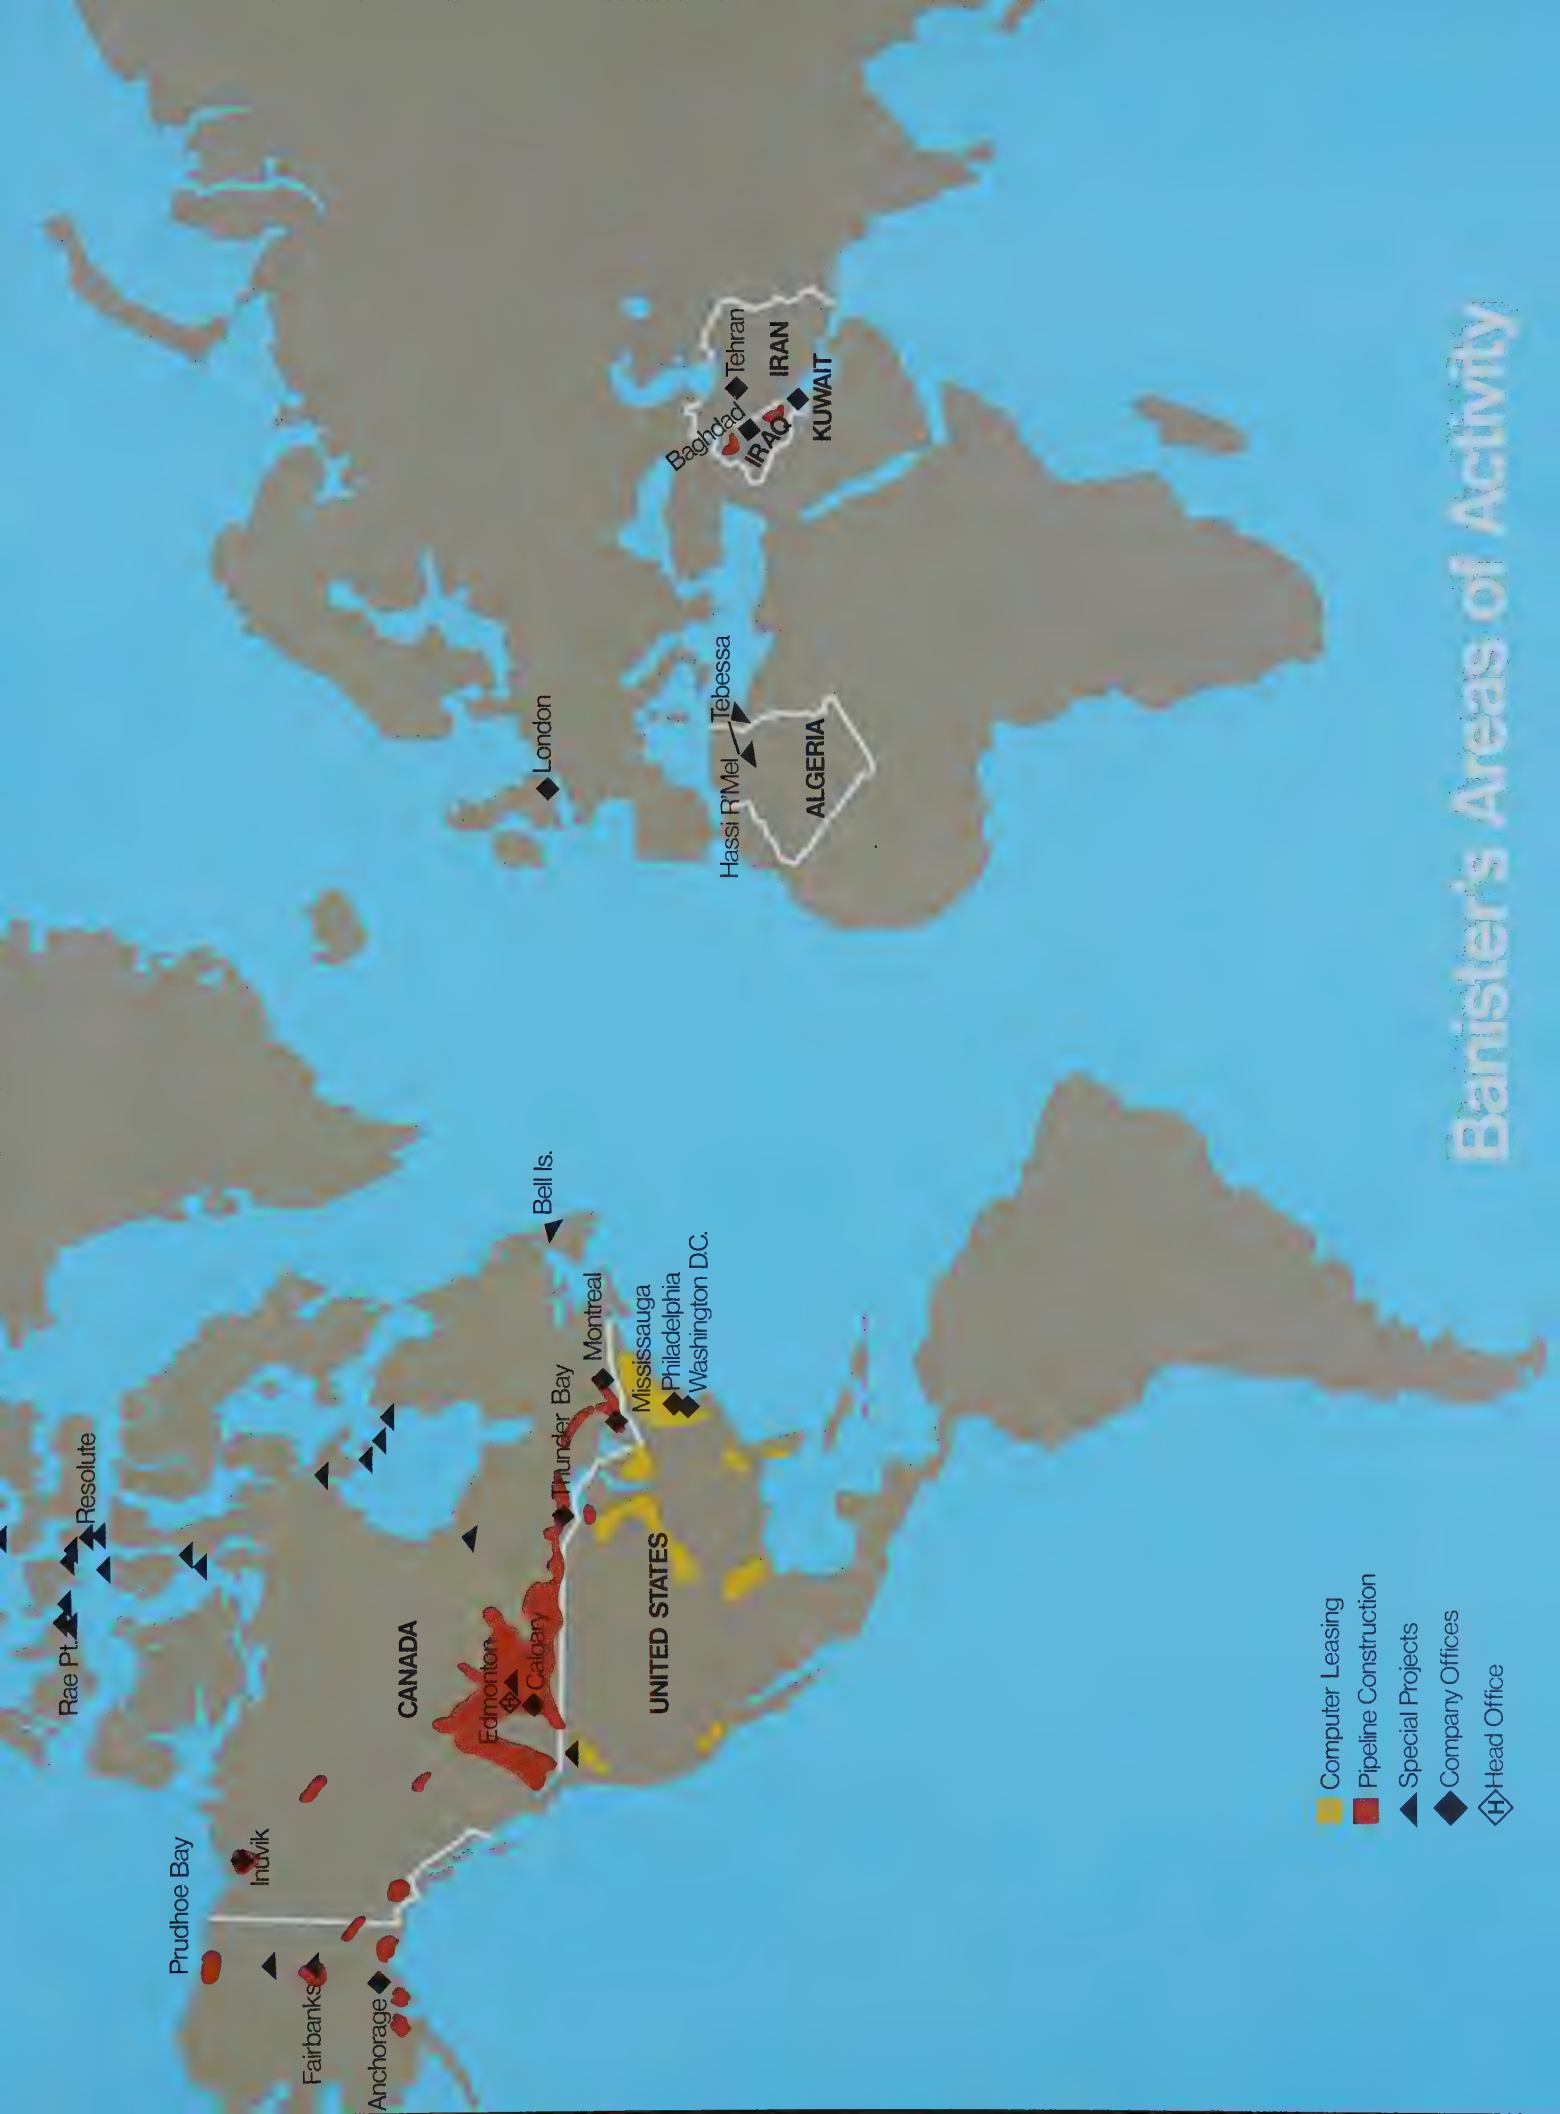 Prudhoe Bay
Inuvik
Fairbanks
Anchorage
Rae Pt.
Resolute
CANADA
Edmonton
H
Calgary
Thunder Bay
Montreal
Bell Is.
Mississauga
Philadelphia
Washington D.C.
UNITED STATES
London
Hassi R'Mel
Tebessa
ALGERIA
Baghdad
Tehran
IRAQ
IRAN
KUWAIT
Computer Leasing
Pipeline Construction
Special Projects
Company Offices
H Head Office
Banister's Areas of Activity